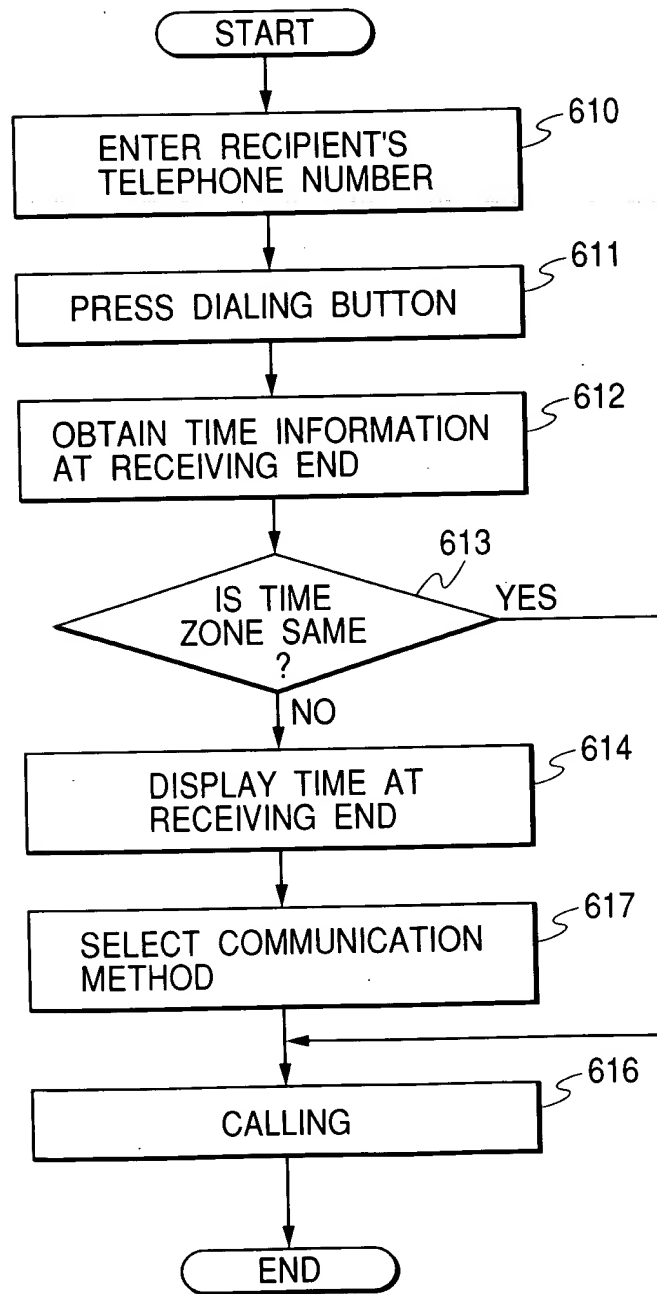 START
610
ENTER RECIPIENT'S
TELEPHONE NUMBER
611
PRESS DIALING BUTTON
612
OBTAIN TIME INFORMATION
AT RECEIVING END
613
IS TIME
ZONE SAME
?
YES
NO
614
DISPLAY TIME AT
RECEIVING END
617
SELECT COMMUNICATION
METHOD
616
CALLING
END